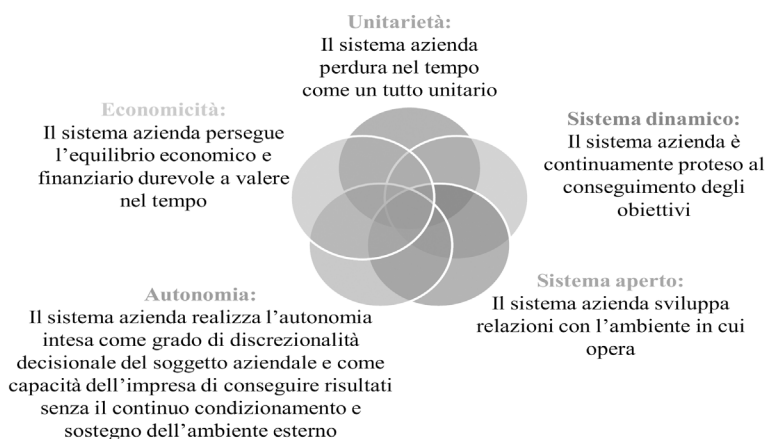 Unitarietà:
Il sistema azienda
perdura nel tempo
come un tutto unitario
Economicità:
Il sistema azienda persegue
l’equilibrio economico e
finanziario durevole a valere
nel tempo
Sistema dinamico:
Il sistema azienda è
continuamente proteso al
conseguimento degli
obiettivi
Autonomia:
Il sistema azienda realizza l’autonomia
intesa come grado di discrezionalità
decisionale del soggetto aziendale e come
capacità dell’impresa di conseguire risultati
senza il continuo condizionamento e
sostegno dell’ambiente esterno
Sistema aperto:
Il sistema azienda sviluppa
relazioni con l’ambiente in cui
opera